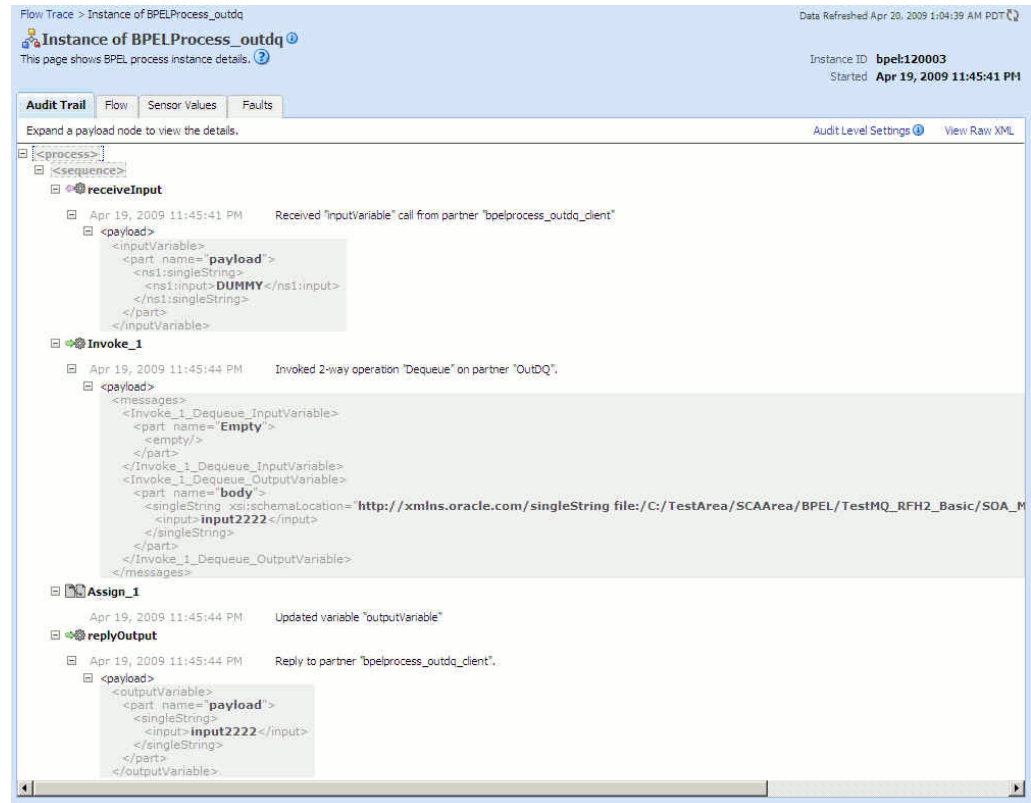 Flow Trace > Instance of BPELProcess_outdq
Data Refreshed Apr 20, 2009 1:04:39 AM PDT
Instance of BPELProcess_outdq
This page shows BPEL process instance details.
Instance ID bpel:120003
Started Apr 19, 2009 11:45:41 PM
Audit Trail Flow Sensor Values Faults
Expand a payload node to view the details.
Audit Level Settings View Raw XML
<process>
<sequence>
receiveInput
Apr 19, 2009 11:45:41 PM Received "inputVariable" call from partner "bpelprocess_outdq_client"
<payload>
<inputVariable>
<part name="payload">
<ns1:singleString>
<ns1:input>DUMMY</ns1:input>
</ns1:singleString>
</part>
</inputVariable>
Invoke_1
Apr 19, 2009 11:45:44 PM Invoked 2-way operation "Dequeue" on partner "OutDQ".
<payload>
<messages>
<Invoke_1_Dequeue_InputVariable>
<part name="Empty">
<empty/>
</part>
</Invoke_1_Dequeue_InputVariable>
<Invoke_1_Dequeue_OutputVariable>
<part name="body">
<singleString xsi:schemaLocation="http://xmlns.oracle.com/singleString file:/C:/TestArea/SCAArea/BPEL/TestMQ_RFH2_Basic/SOA_M
<input>input2222</input>
</singleString>
</part>
</Invoke_1_Dequeue_OutputVariable>
</messages>
Assign_1
Apr 19, 2009 11:45:44 PM Updated variable "outputVariable"
replyOutput
Apr 19, 2009 11:45:44 PM Reply to partner "bpelprocess_outdq_client".
<payload>
<outputVariable>
<part name="payload">
<singleString>
<input>input2222</input>
</singleString>
</part>
</outputVariable>